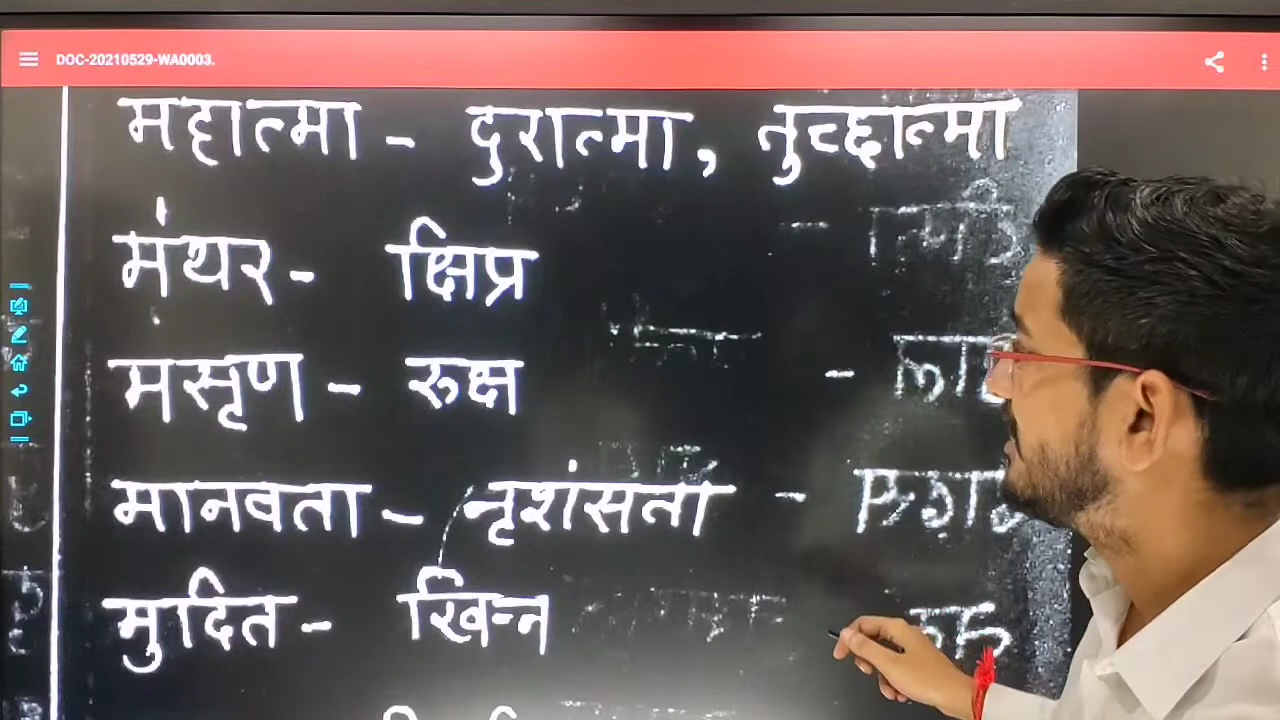 DOC-20210529-WA0003.
महात्मा - दुरात्मा, तुच्छात्मा
मंथर - क्षिप्र
मसृण - रुक्ष
मानवता - नृशंसता
मुदित - खिन्न